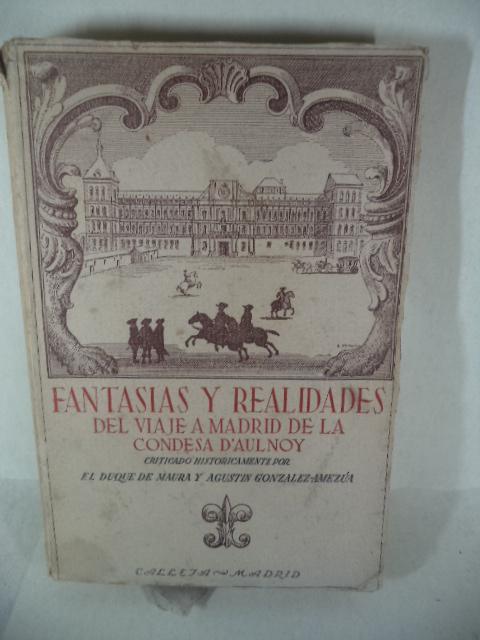 FANTASIAS Y REALIDADES
DEL VIAJE A MADRID DE LA
CONDESA D'AULNOY
CRITICADO HISTORICAMENTE POR
EL DUQUE DE MAURA Y AGUSTIN GONZALEZ-AMEZÚA
CALLEJA~MADRID